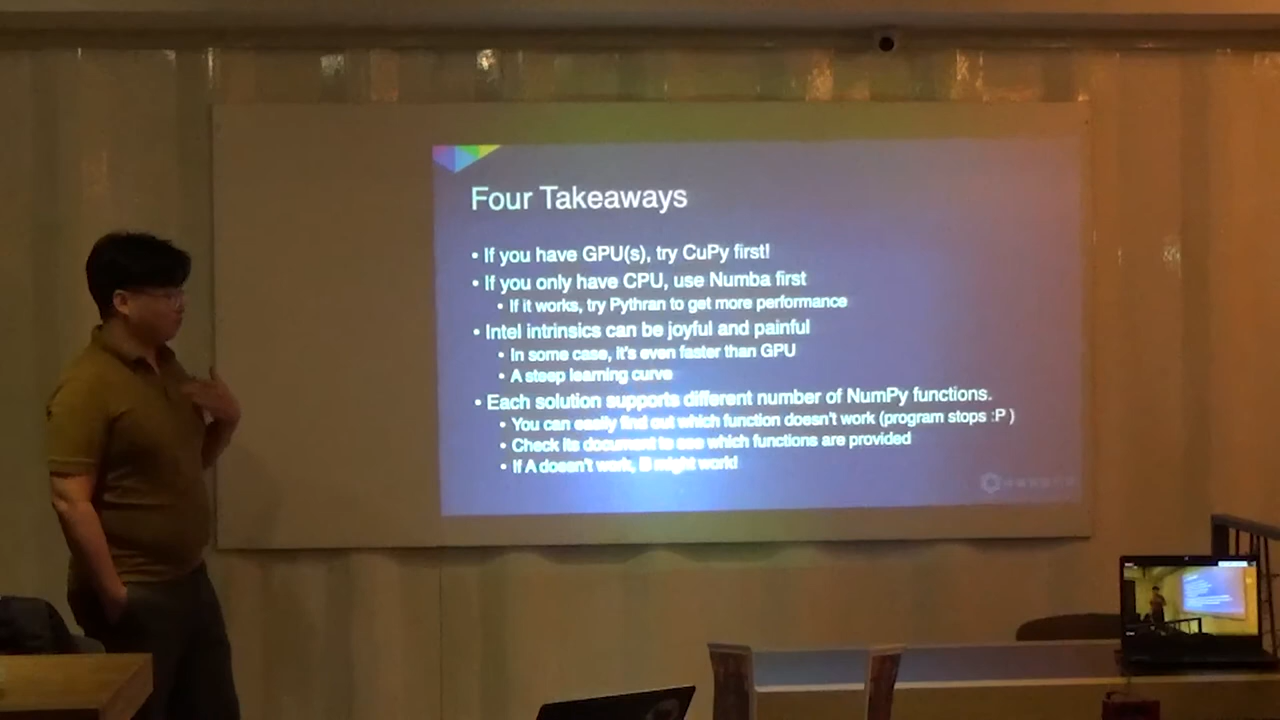 Four Takeaways
• If you have GPU(s), try CuPy first!
• If you only have CPU, use Numba first
• If it works, try Pythran to get more performance
• Intel intrinsics can be joyful and painful
• In some case, it's even faster than GPU
• A steep learning curve
• Each solution supports different number of NumPy functions.
• You can easily find out which function doesn't work (program stops :P )
• Check its document to see which functions are provided
• If A doesn't work, B might work!